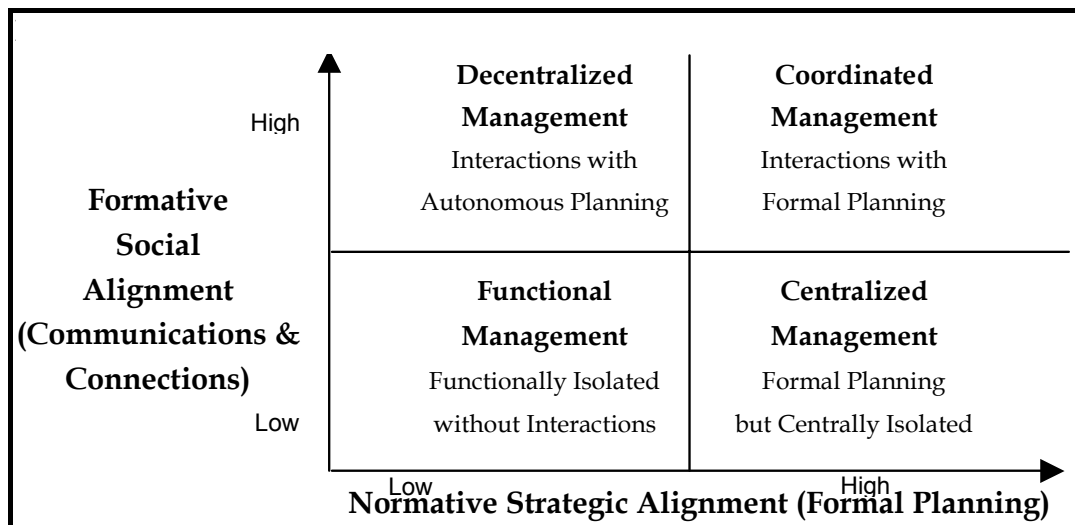 High
Formative
Social
Alignment
(Communications &
Connections)
Low
Decentralized
Management
Interactions with
Autonomous Planning
Coordinated
Management
Interactions with
Formal Planning
Functional
Management
Functionally Isolated
without Interactions
Centralized
Management
Formal Planning
but Centrally Isolated
Low
High
Normative Strategic Alignment (Formal Planning)